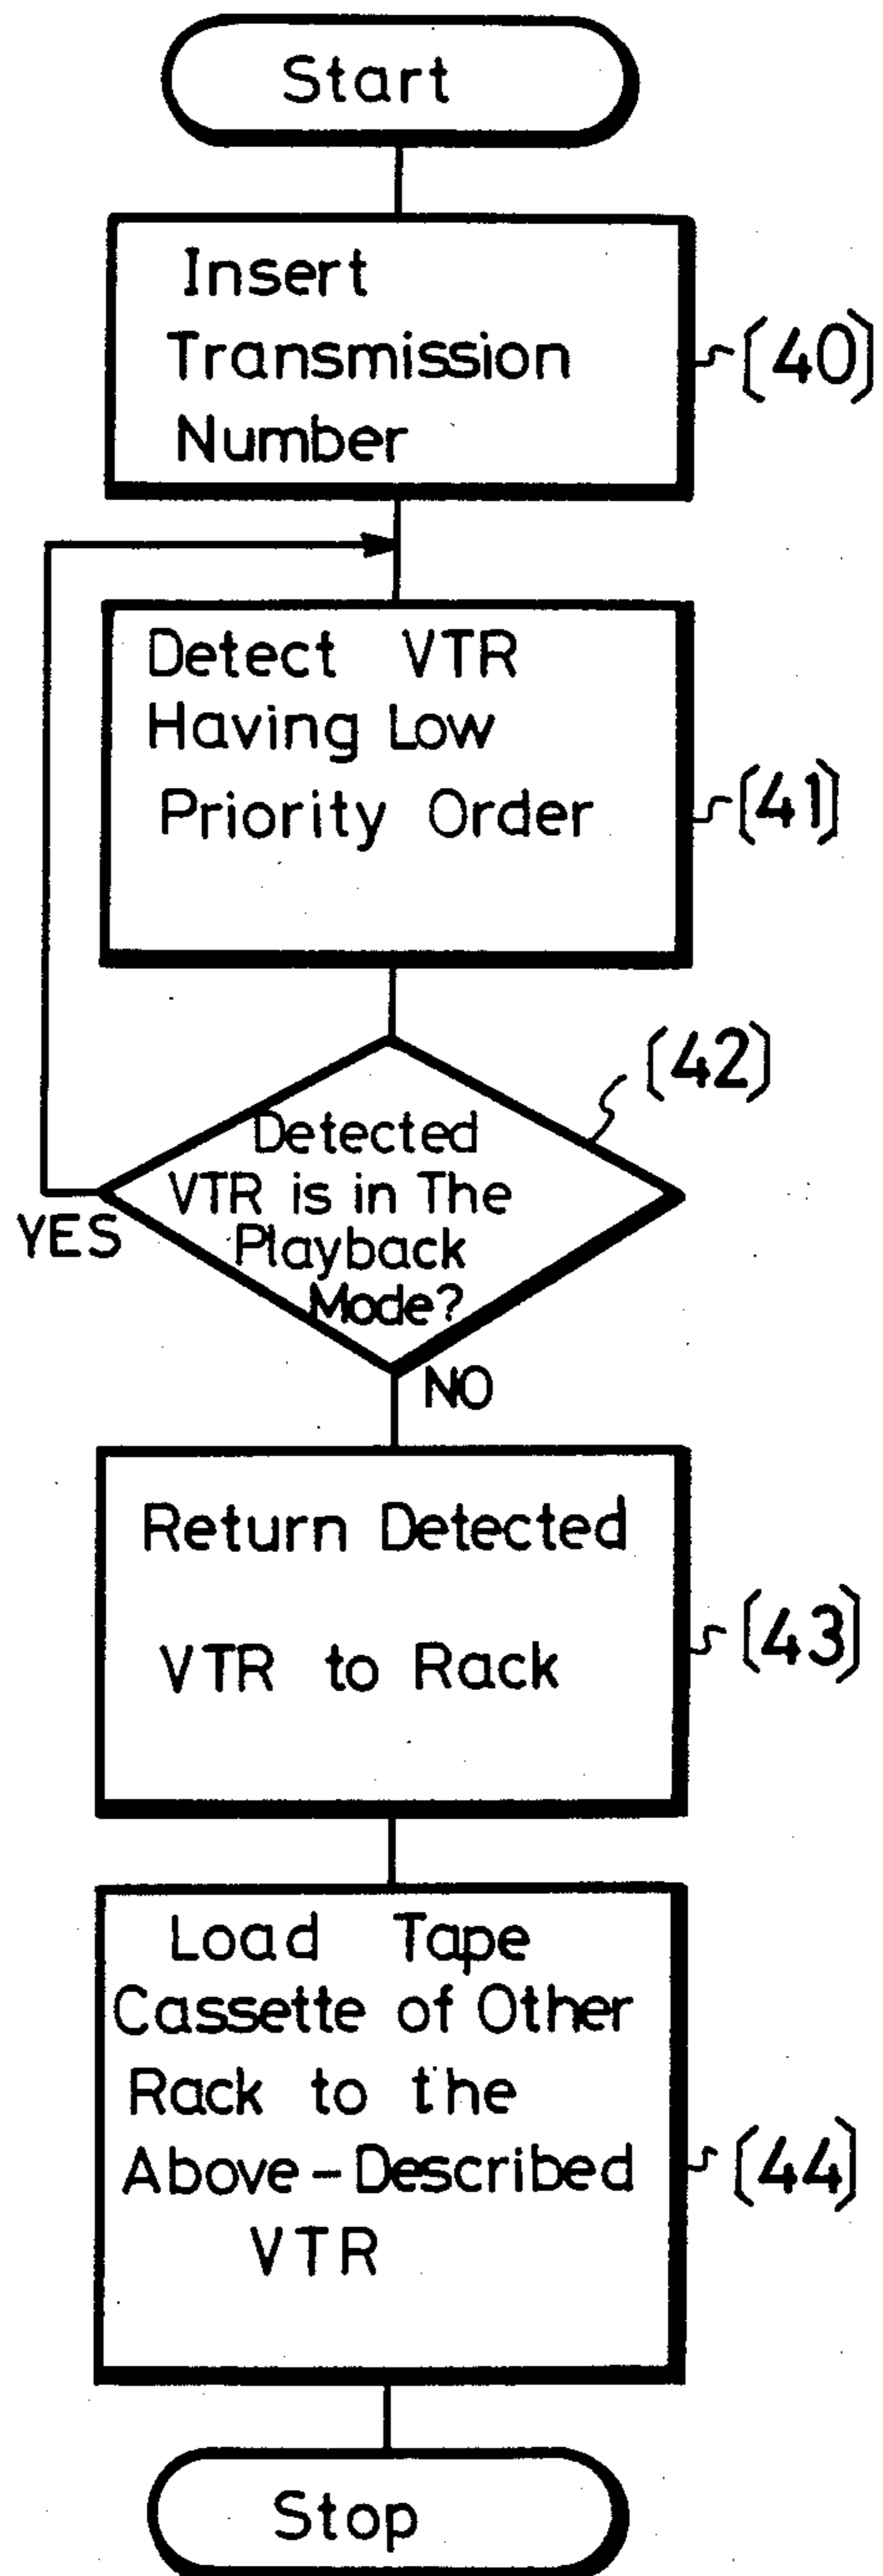 Start
Insert
Transmission
Number
(40)
Detect VTR
Having Low
Priority Order
(41)
(42)
Detected
VTR is in The
Playback
Mode?
YES
NO
Return Detected
VTR to Rack
(43)
Load Tape
Cassette of Other
Rack to the
Above-Described
VTR
(44)
Stop